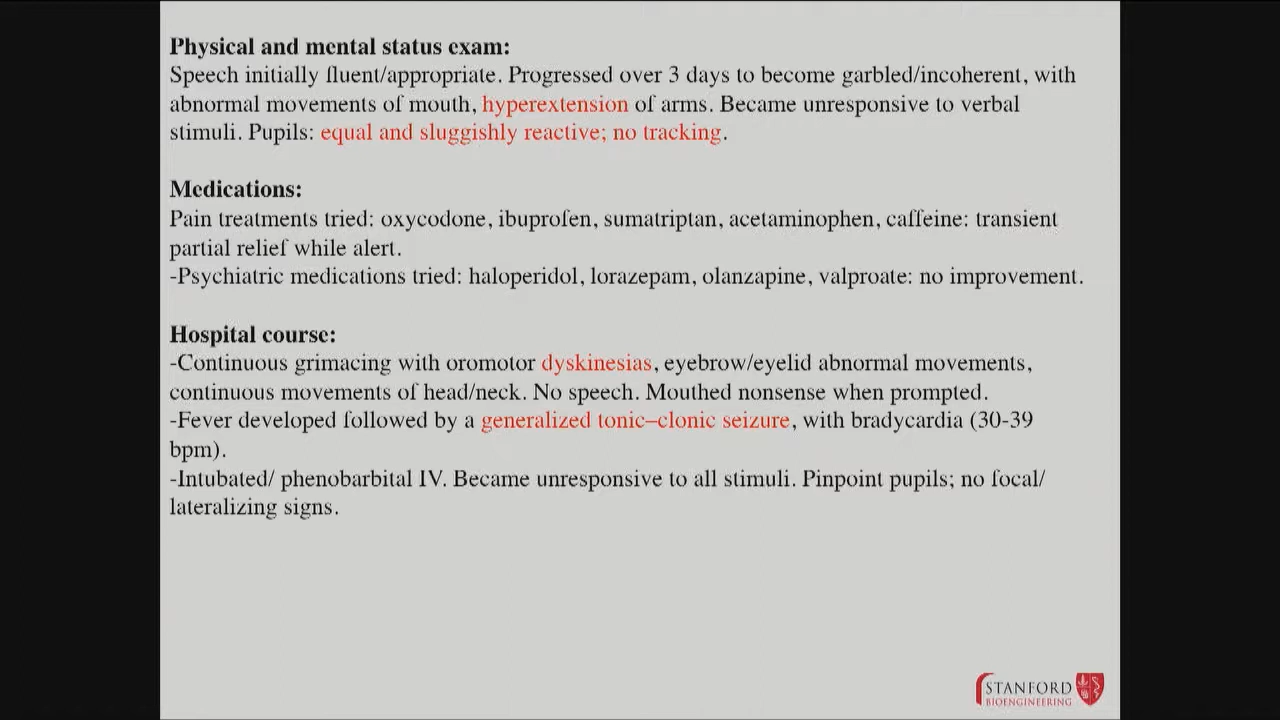 Physical and mental status exam:
Speech initially fluent/appropriate. Progressed over 3 days to become garbled/incoherent, with
abnormal movements of mouth, hyperextension of arms. Became unresponsive to verbal
stimuli. Pupils: equal and sluggishly reactive; no tracking.
Medications:
Pain treatments tried: oxycodone, ibuprofen, sumatriptan, acetaminophen, caffeine: transient
partial relief while alert.
-Psychiatric medications tried: haloperidol, lorazepam, olanzapine, valproate: no improvement.
Hospital course:
-Continuous grimacing with oromotor dyskinesias, eyebrow/eyelid abnormal movements,
continuous movements of head/neck. No speech. Mouthed nonsense when prompted.
-Fever developed followed by a generalized tonic–clonic seizure, with bradycardia (30-39
bpm).
-Intubated/ phenobarbital IV. Became unresponsive to all stimuli. Pinpoint pupils; no focal/
lateralizing signs.
STANFORD
BIOENGINEERING